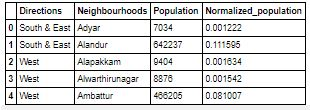 Directions Neighbourhoods Population Normalized_population
0 South & East Adyar 7034 0.001222
1 South & East Alandur 642237 0.111595
2 West Alapakkam 9404 0.001634
3 West Alwarthirunagar 8876 0.001542
4 West Ambattur 466205 0.081007